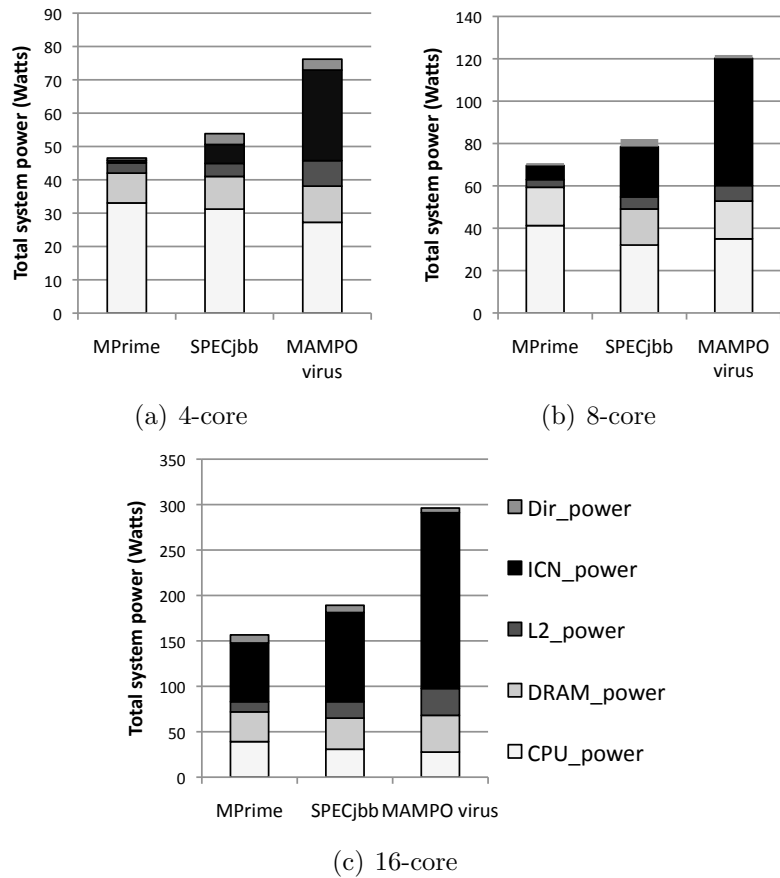 Total system power (Watts)
90
80
70
60
50
40
30
20
10
0
MPrime
SPECjbb
MAMPO virus
(a) 4-core
Total system power (Watts)
140
120
100
80
60
40
20
0
MPrime
SPECjbb
MAMPO virus
(b) 8-core
Total system power (Watts)
350
300
250
200
150
100
50
0
MPrime
SPECjbb
MAMPO virus
Dir_power
ICN_power
L2_power
DRAM_power
CPU_power
(c) 16-core